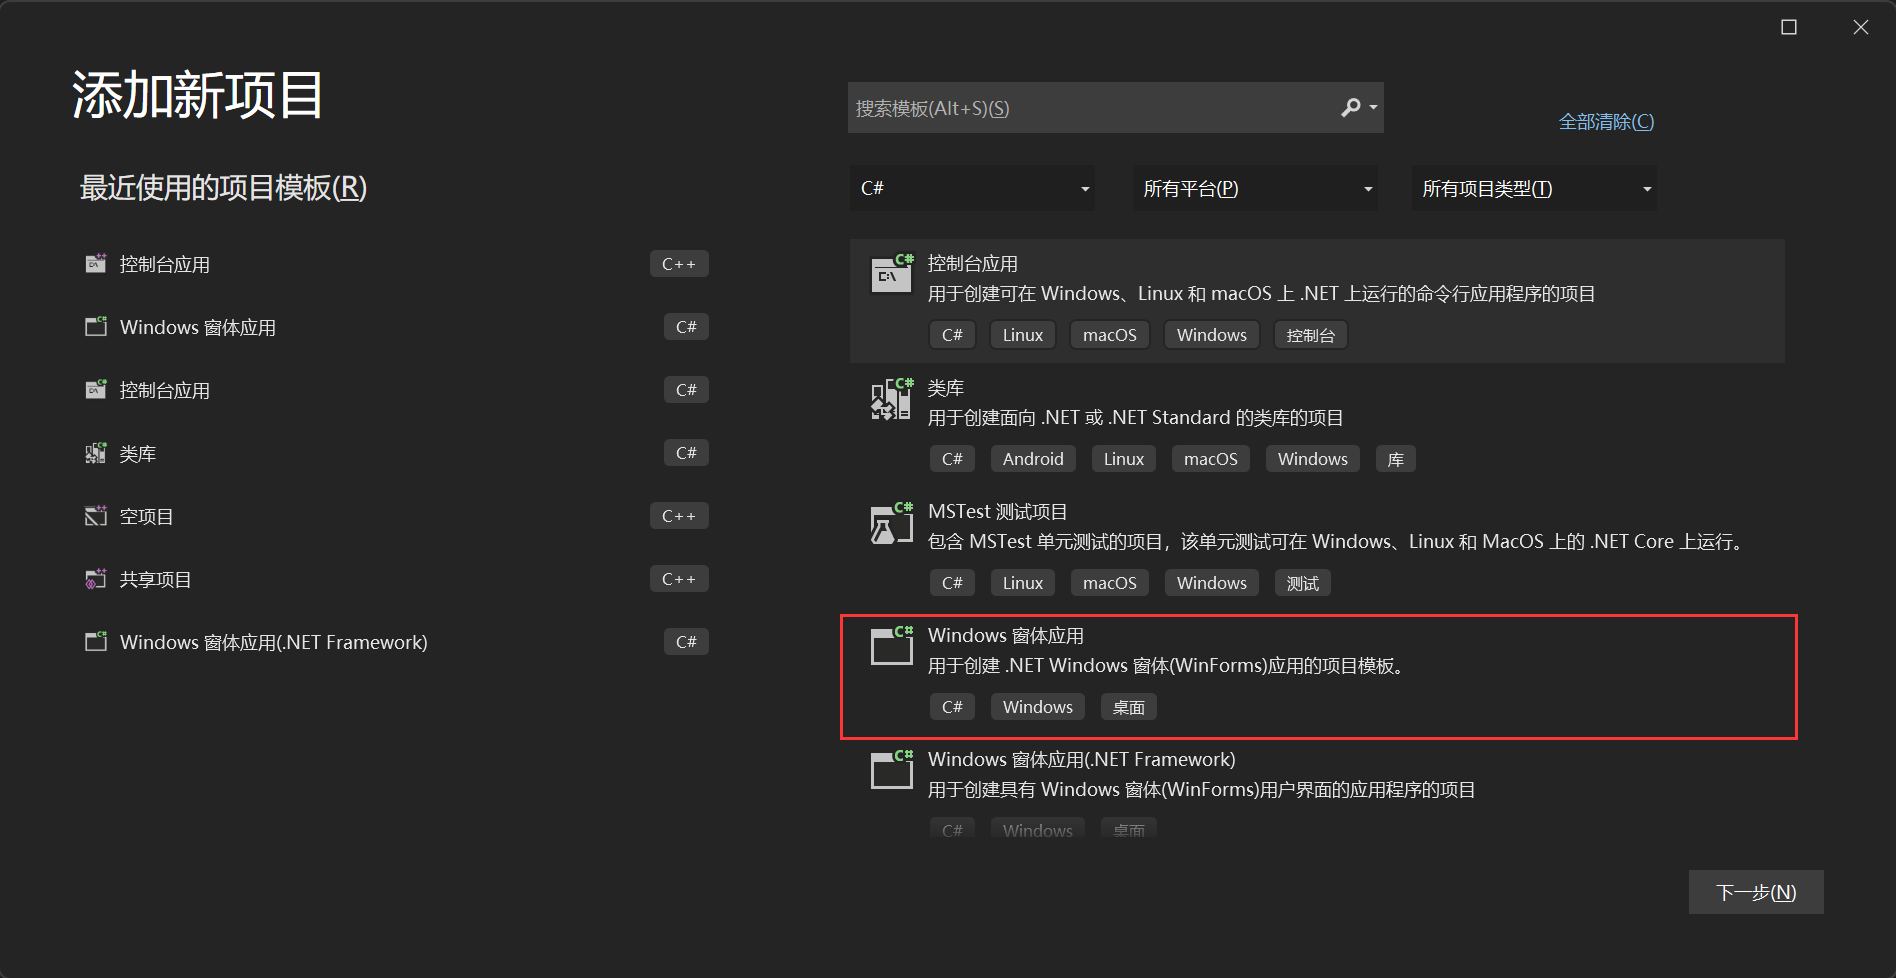 添加新项目
最近使用的项目模板(R)
控制台应用 C++
Windows 窗体应用 C#
控制台应用 C#
类库 C#
空项目 C++
共享项目 C++
Windows 窗体应用(.NET Framework) C#
搜索模板(Alt+S)(S)
全部清除(C)
C# 所有平台(P) 所有项目类型(T)
控制台应用
用于创建可在 Windows、Linux 和 macOS 上 .NET 上运行的命令行应用程序的项目
C# Linux macOS Windows 控制台
类库
用于创建面向 .NET 或 .NET Standard 的类库的项目
C# Android Linux macOS Windows 库
MSTest 测试项目
包含 MSTest 单元测试的项目，该单元测试可在 Windows、Linux 和 MacOS 上的 .NET Core 上运行。
C# Linux macOS Windows 测试
Windows 窗体应用
用于创建 .NET Windows 窗体(WinForms)应用的项目模板。
C# Windows 桌面
Windows 窗体应用(.NET Framework)
用于创建具有 Windows 窗体(WinForms)用户界面的应用程序的项目
C# Windows 桌面
下一步(N)